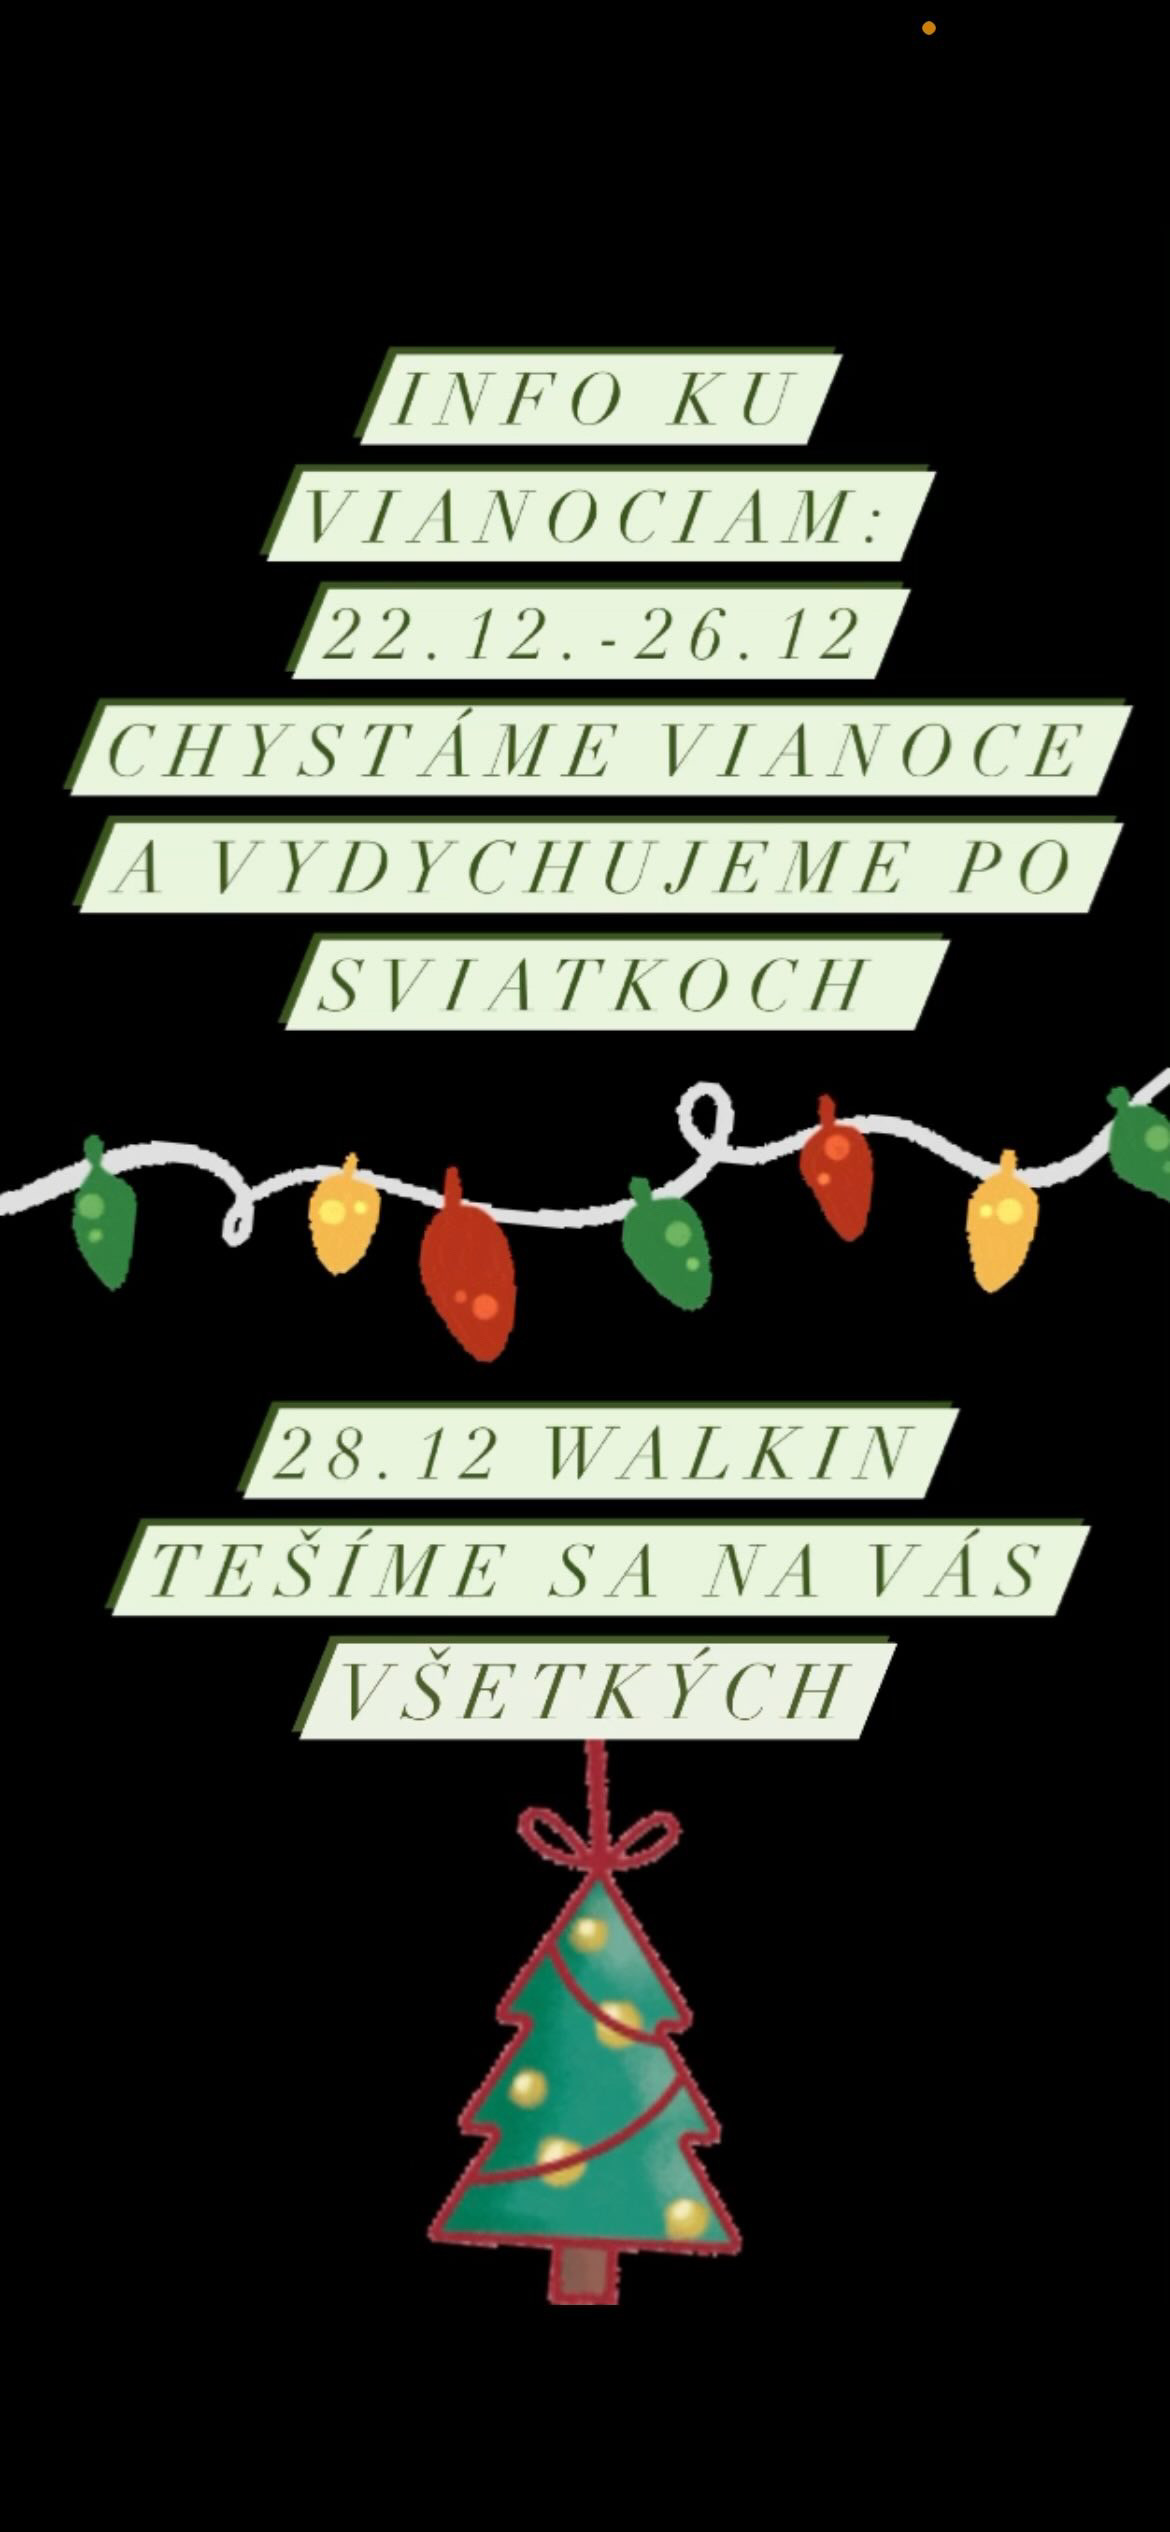 INFO KU
VIANOCIAM:
22.12.-26.12
CHYSTÁME VIANOCE
A VYDYCHUJEME PO
SVIATKOCH
28.12 WALKIN
TEŠÍME SA NA VÁS
VŠETKÝCH